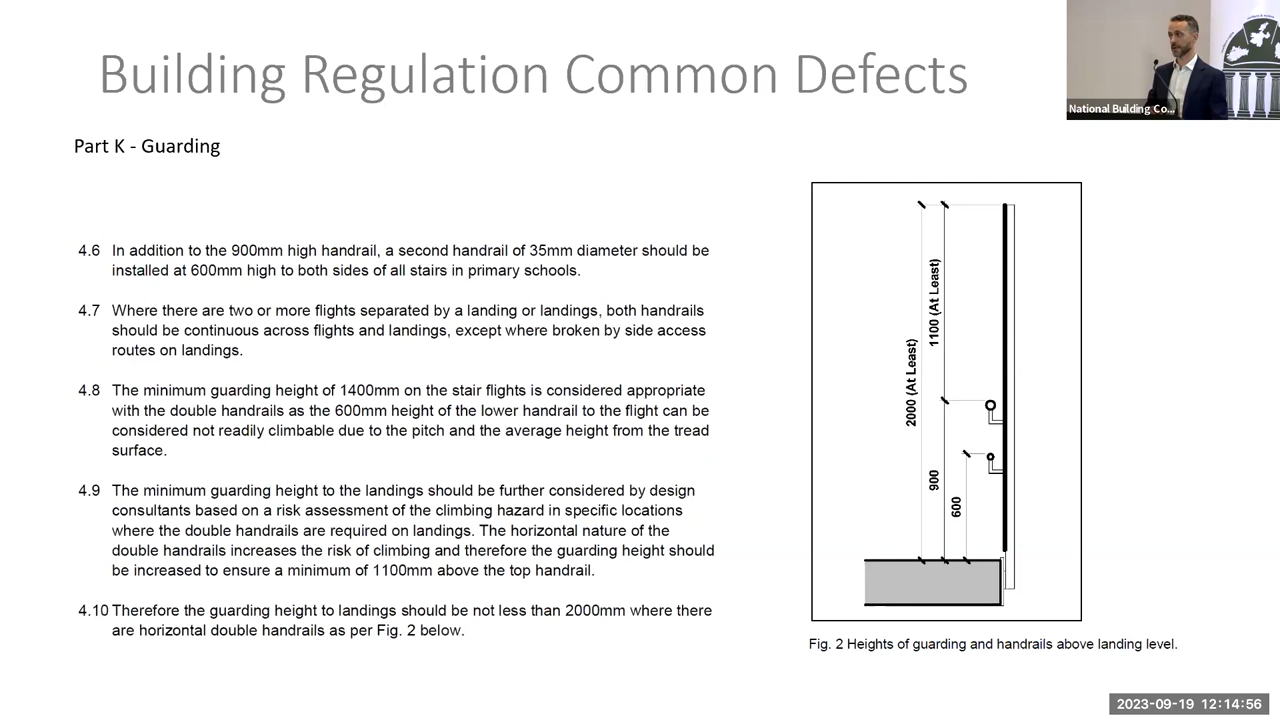 Building Regulation Common Defects
National Building Co...
Part K - Guarding
4.6 In addition to the 900mm high handrail, a second handrail of 35mm diameter should be
installed at 600mm high to both sides of all stairs in primary schools.
4.7 Where there are two or more flights separated by a landing or landings, both handrails
should be continuous across flights and landings, except where broken by side access
routes on landings.
4.8 The minimum guarding height of 1400mm on the stair flights is considered appropriate
with the double handrails as the 600mm height of the lower handrail to the flight can be
considered not readily climbable due to the pitch and the average height from the tread
surface.
4.9 The minimum guarding height to the landings should be further considered by design
consultants based on a risk assessment of the climbing hazard in specific locations
where the double handrails are required on landings. The horizontal nature of the
double handrails increases the risk of climbing and therefore the guarding height should
be increased to ensure a minimum of 1100mm above the top handrail.
4.10 Therefore the guarding height to landings should be not less than 2000mm where there
are horizontal double handrails as per Fig. 2 below.
2000 (At Least)
1100 (At Least)
900
600
Fig. 2 Heights of guarding and handrails above landing level.
2023-09-19 12:14:56